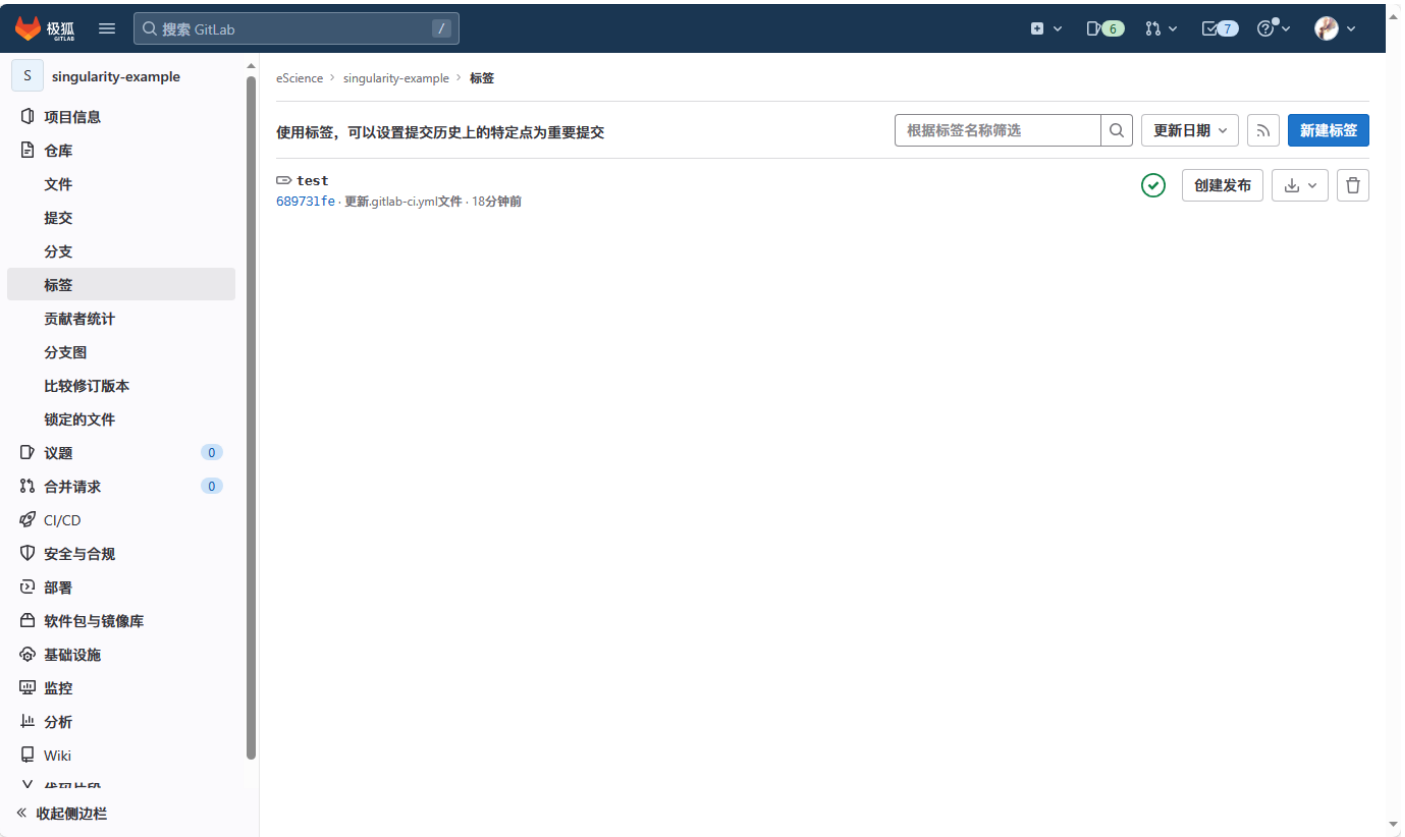 极狐 GITLAB 搜索 GitLab / 6 7
S singularity-example
项目信息
仓库
文件
提交
分支
标签
贡献者统计
分支图
比较修订版本
锁定的文件
议题 0
合并请求 0
CI/CD
安全与合规
部署
软件包与镜像库
基础设施
监控
分析
Wiki
代码片段
收起侧边栏
eScience > singularity-example > 标签
使用标签，可以设置提交历史上的特定点为重要提交 根据标签名称筛选 更新日期 新建标签
test 创建发布
689731fe · 更新.gitlab-ci.yml文件 · 18分钟前